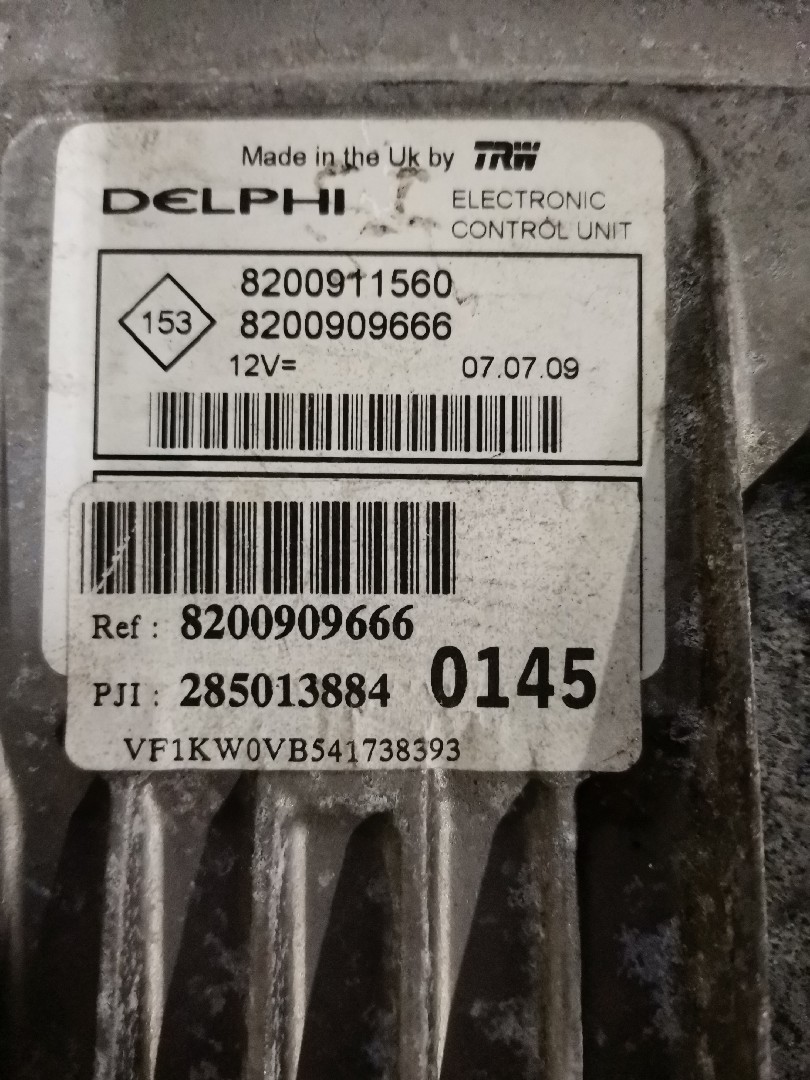 Made in the Uk by TRW
DELPHI ELECTRONIC
CONTROL UNIT
8200911560
153
8200909666
12V= 07.07.09
Ref : 8200909666
PJI : 285013884 0145
VF1KW0VB541738393